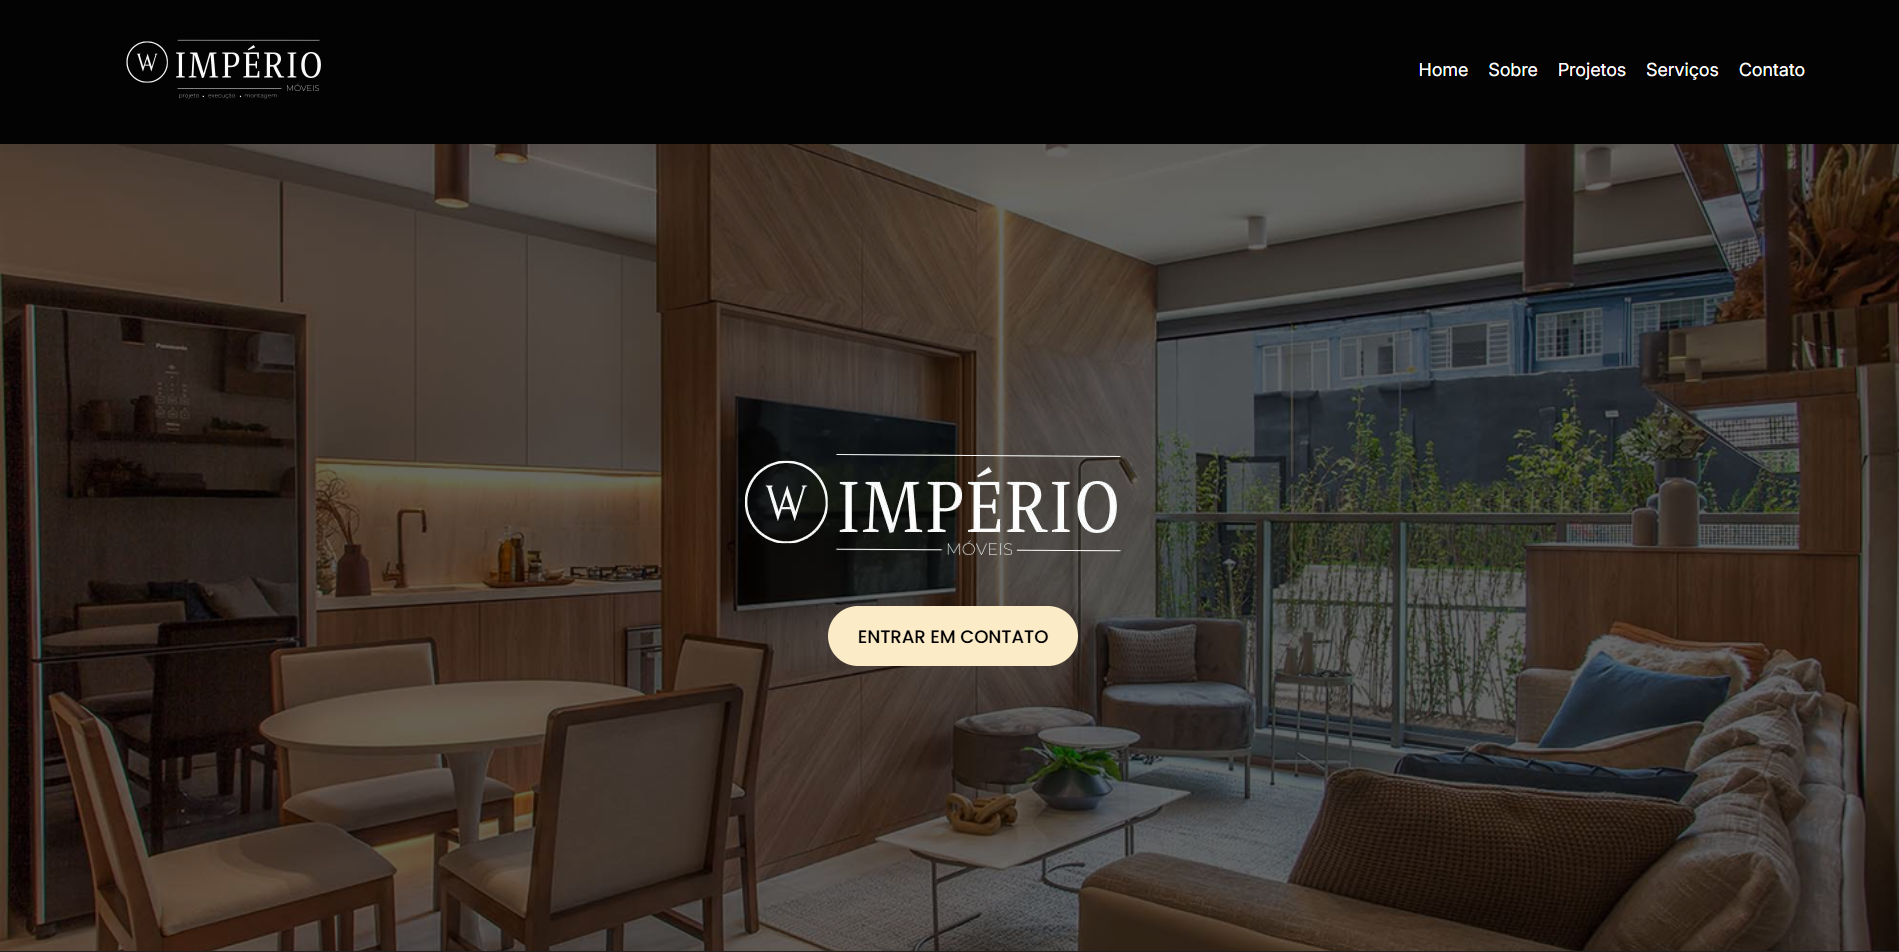 W IMPÉRIO
MÓVEIS
projeto • execução • montagem
Home Sobre Projetos Serviços Contato
Panasonic
W IMPÉRIO
MÓVEIS
ENTRAR EM CONTATO